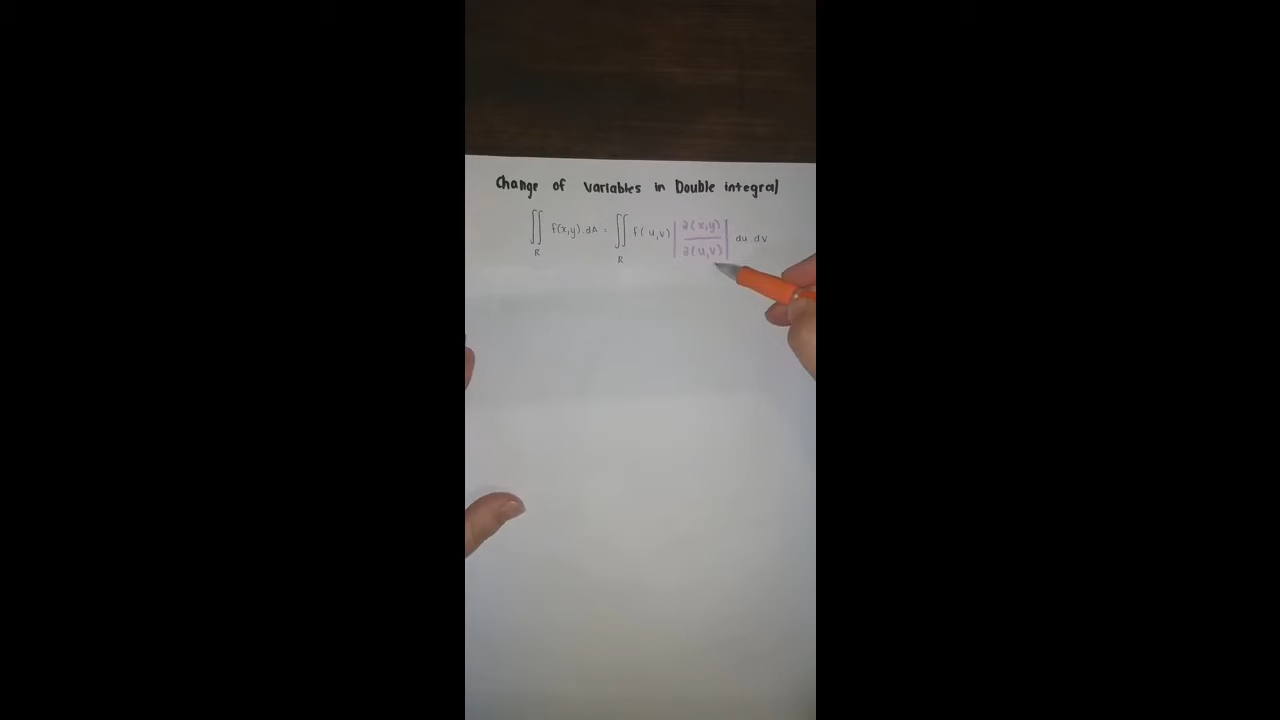 Change of Variables in Double integral
∬ f(x,y).dA = ∬ f(u,v) | ∂(x,y) / ∂(u,v) | du.dv
R R